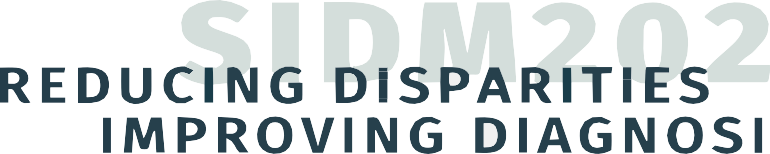 SIDM202
REDUCING DiSPARITIES
IMPROVING DIAGNOSI